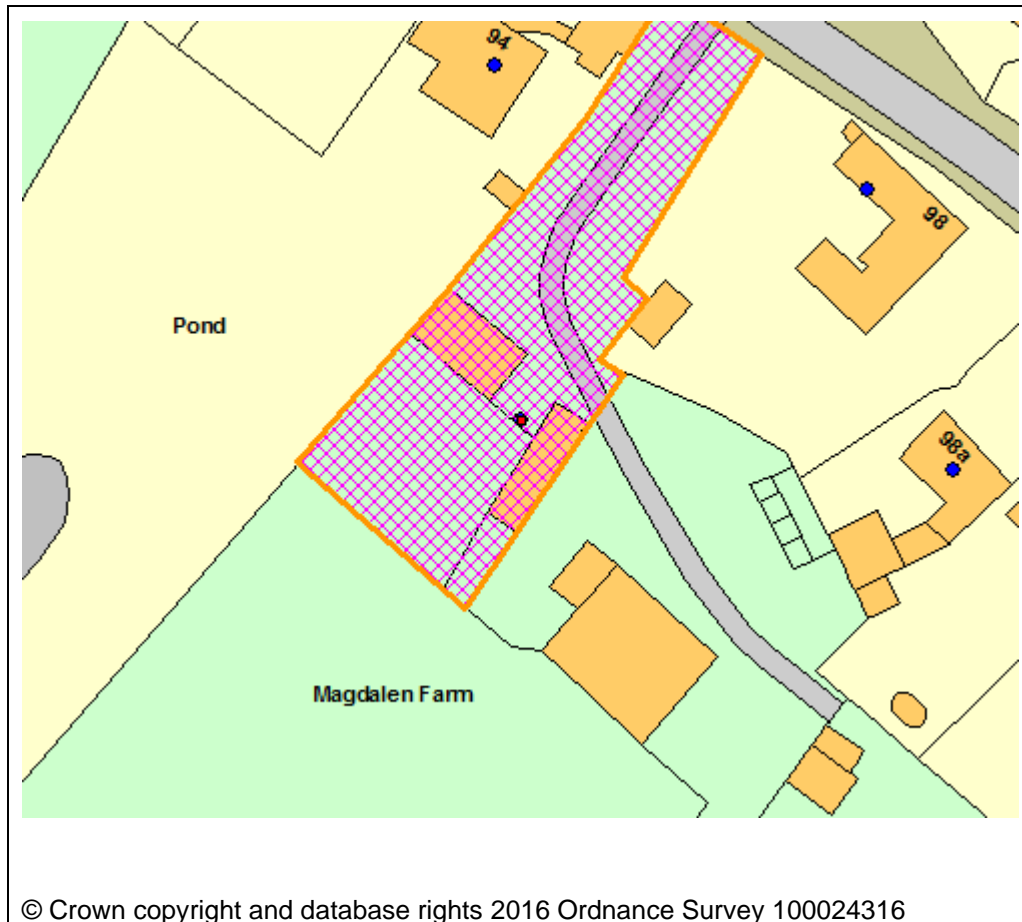 94
98
Pond
98a
Magdalen Farm
© Crown copyright and database rights 2016 Ordnance Survey 100024316